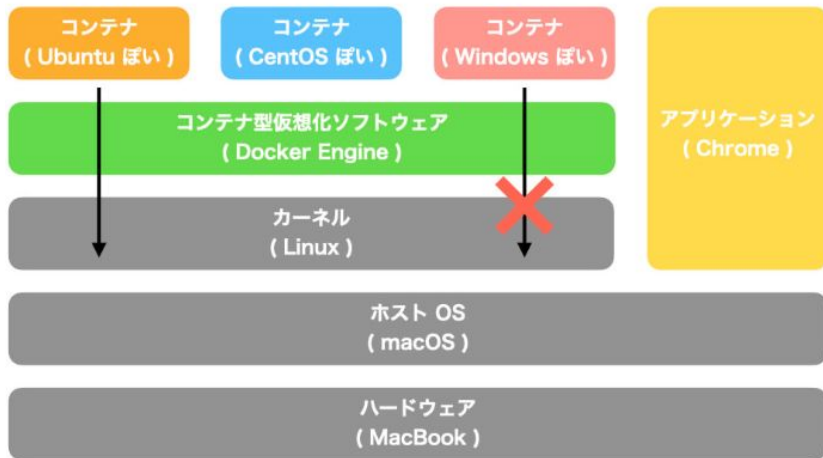 コンテナ
( Ubuntu ぽい )
コンテナ
( CentOS ぽい )
コンテナ
( Windows ぽい )
アプリケーション
( Chrome )
コンテナ型仮想化ソフトウェア
( Docker Engine )
カーネル
( Linux )
ホスト OS
( macOS )
ハードウェア
( MacBook )